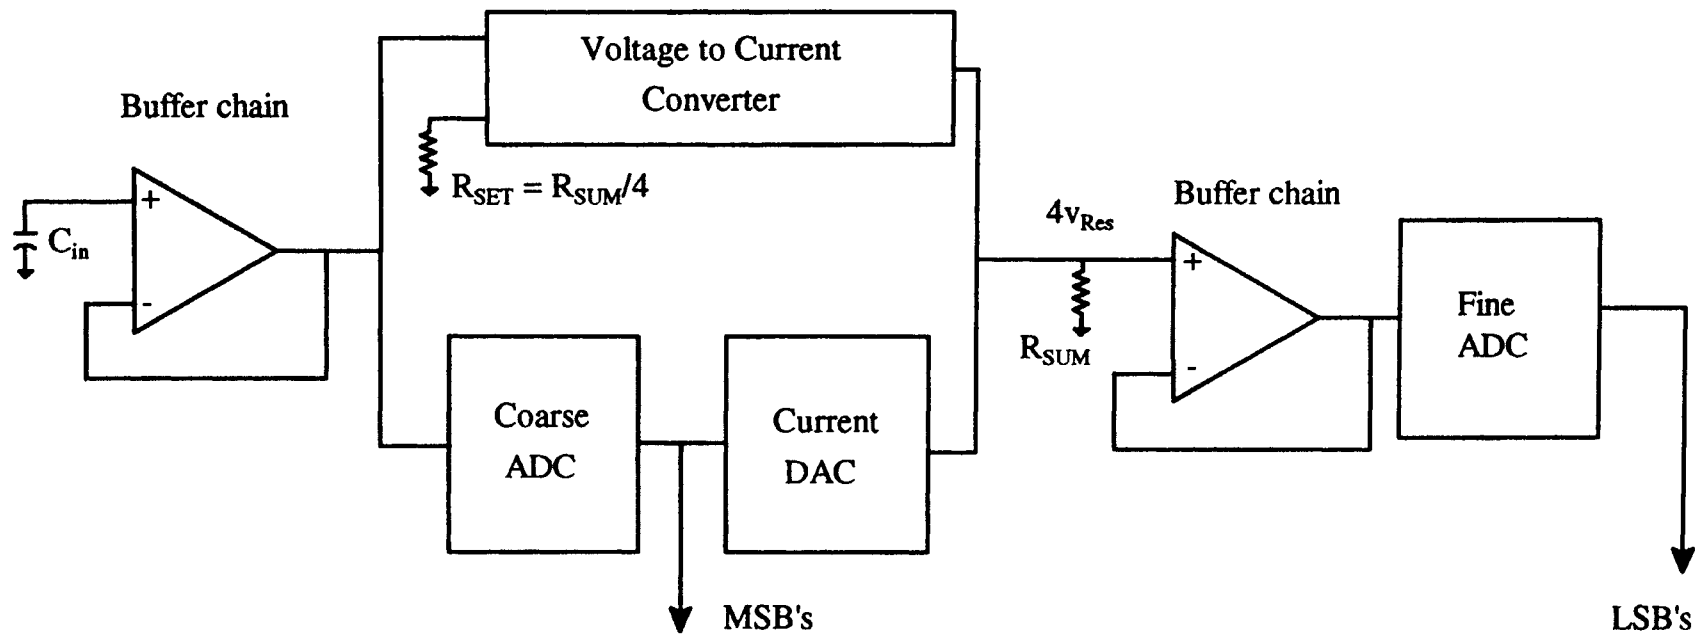 Voltage to Current
Converter
Buffer chain
+
-
C_in
R_SET = R_SUM/4
Buffer chain
4v_Res
+
-
R_SUM
Fine
ADC
Coarse
ADC
Current
DAC
MSB's
LSB's